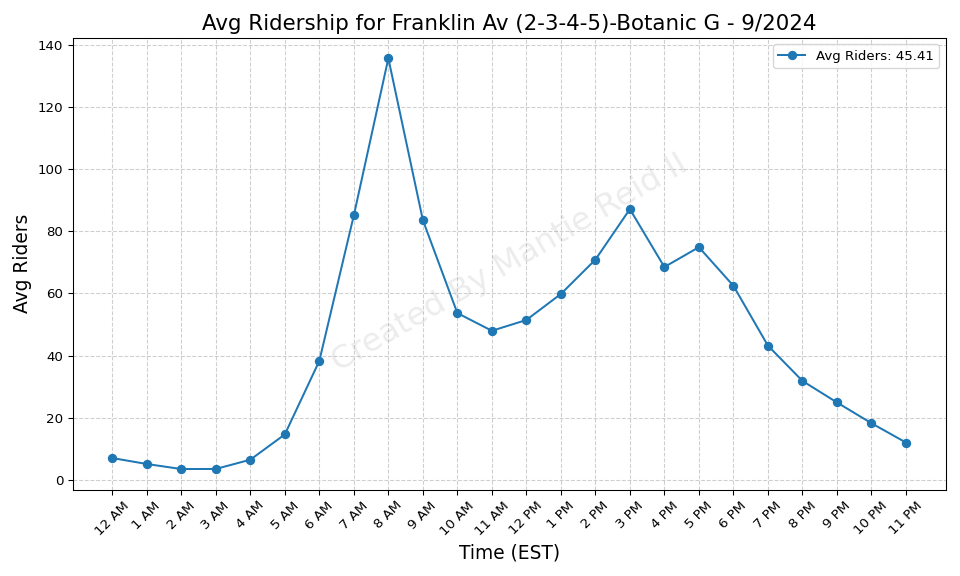 Avg Ridership for Franklin Av (2-3-4-5)-Botanic G - 9/2024
Avg Riders: 45.41
140
120
100
80
60
40
20
0
Avg Riders
Created By Mantle Reid II
12 AM
1 AM
2 AM
3 AM
4 AM
5 AM
6 AM
7 AM
8 AM
9 AM
10 AM
11 AM
12 PM
1 PM
2 PM
3 PM
4 PM
5 PM
6 PM
7 PM
8 PM
9 PM
10 PM
11 PM
Time (EST)